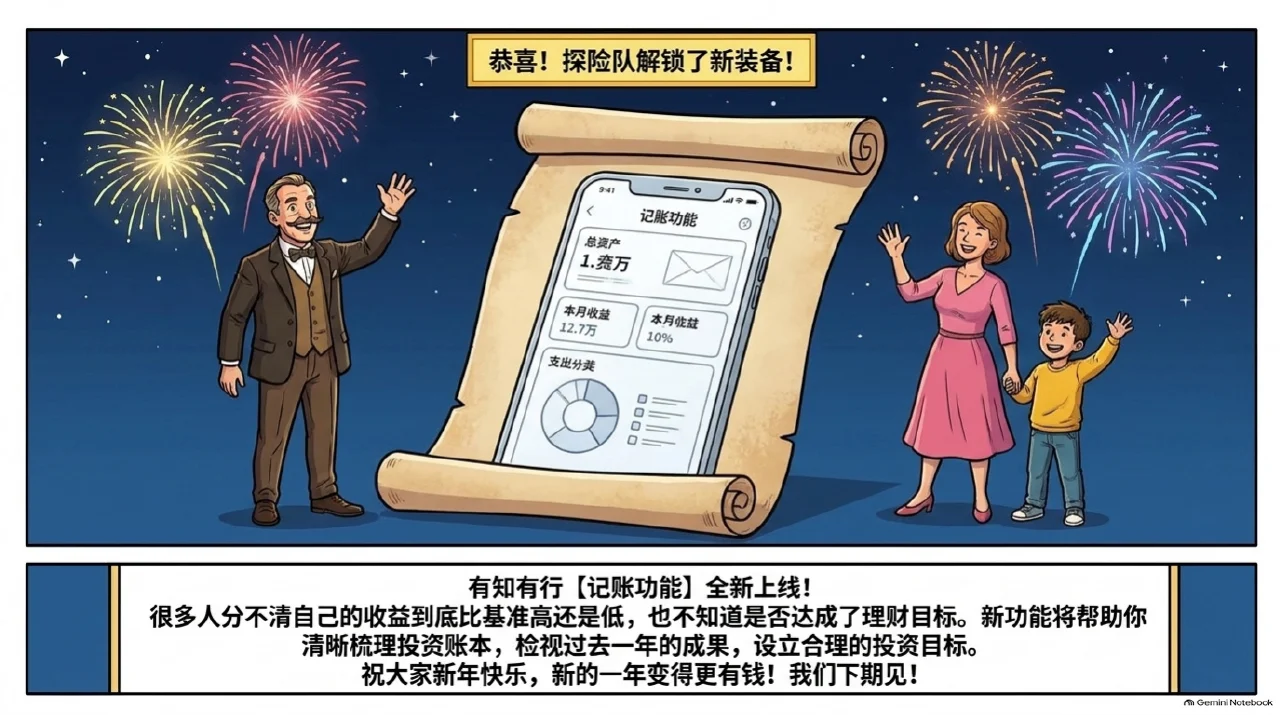 恭喜！探险队解锁了新装备！
9:41
记账功能
总资产
本月收益
12.7万
本月收益
10%
支出分类
有知有行【记账功能】全新上线！
很多人分不清自己的收益到底比基准高还是低，也不知道是否达成了理财目标。新功能将帮助你
清晰梳理投资账本，检视过去一年的成果，设立合理的投资目标。
祝大家新年快乐，新的一年变得更有钱！我们下期见！
Gemini Notebook